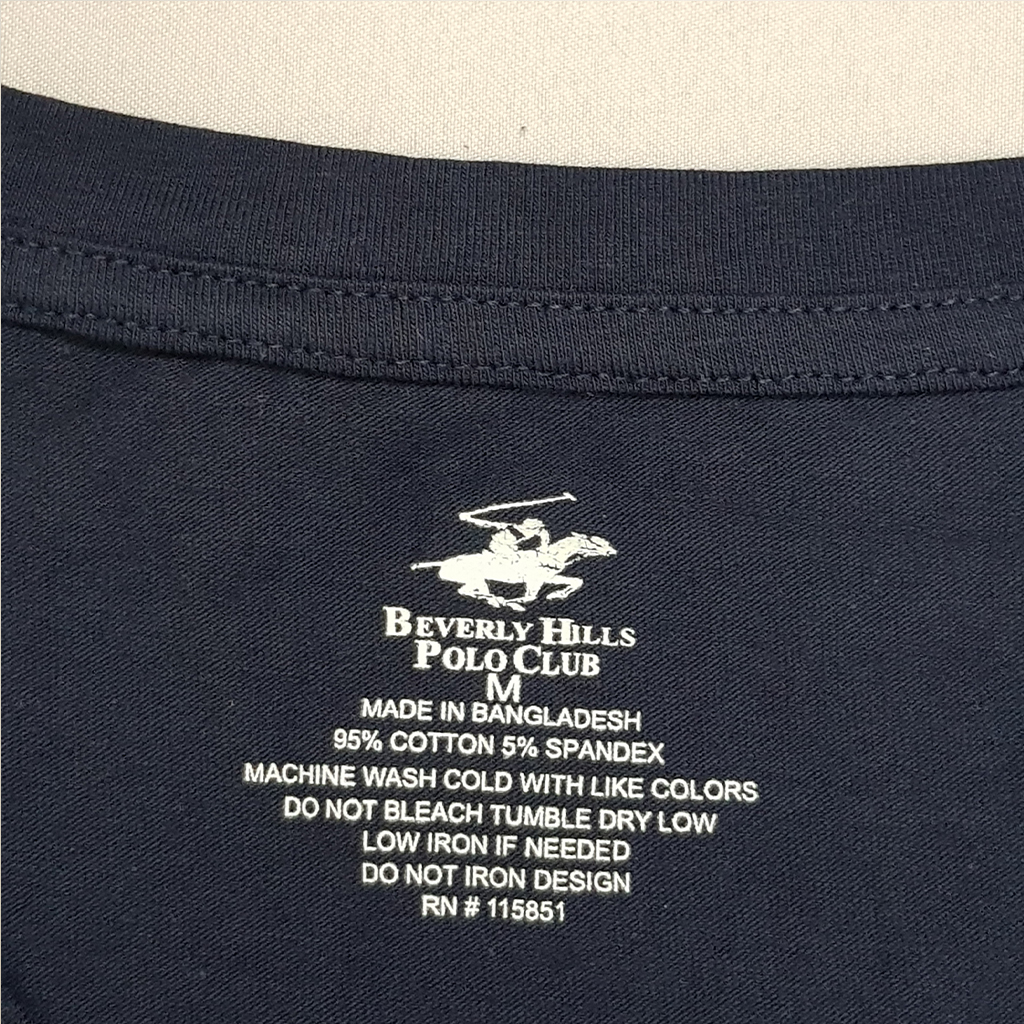 BEVERLY HILLS
POLO CLUB
M
MADE IN BANGLADESH
95% COTTON 5% SPANDEX
MACHINE WASH COLD WITH LIKE COLORS
DO NOT BLEACH TUMBLE DRY LOW
LOW IRON IF NEEDED
DO NOT IRON DESIGN
RN # 115851